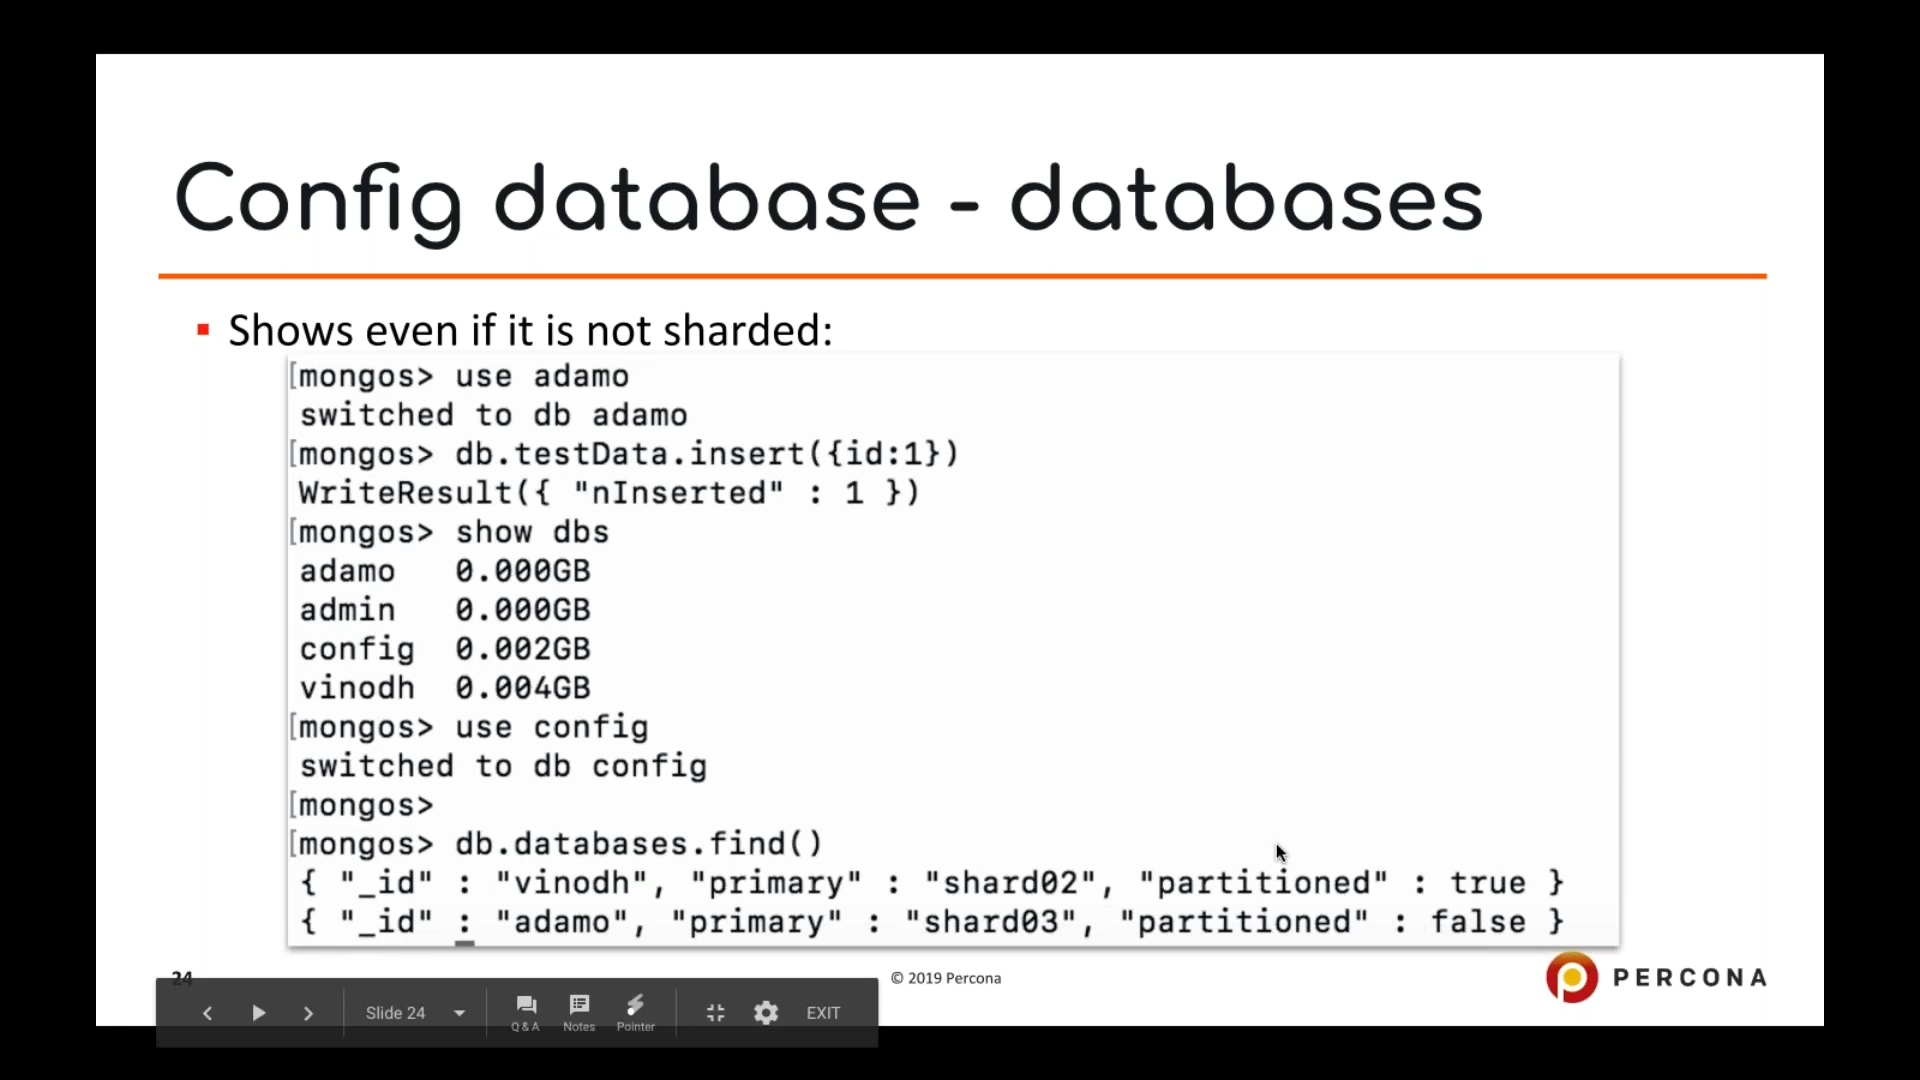 Config database - databases
▪ Shows even if it is not sharded:
[mongos> use adamo
switched to db adamo
[mongos> db.testData.insert({id:1})
WriteResult({ "nInserted" : 1 })
[mongos> show dbs
adamo   0.000GB
admin   0.000GB
config  0.002GB
vinodh  0.004GB
[mongos> use config
switched to db config
[mongos>
[mongos> db.databases.find()
{ "_id" : "vinodh", "primary" : "shard02", "partitioned" : true }
{ "_id" : "adamo", "primary" : "shard03", "partitioned" : false }
24
© 2019 Percona
PERCONA
Slide 24
Q & A
Notes
Pointer
EXIT